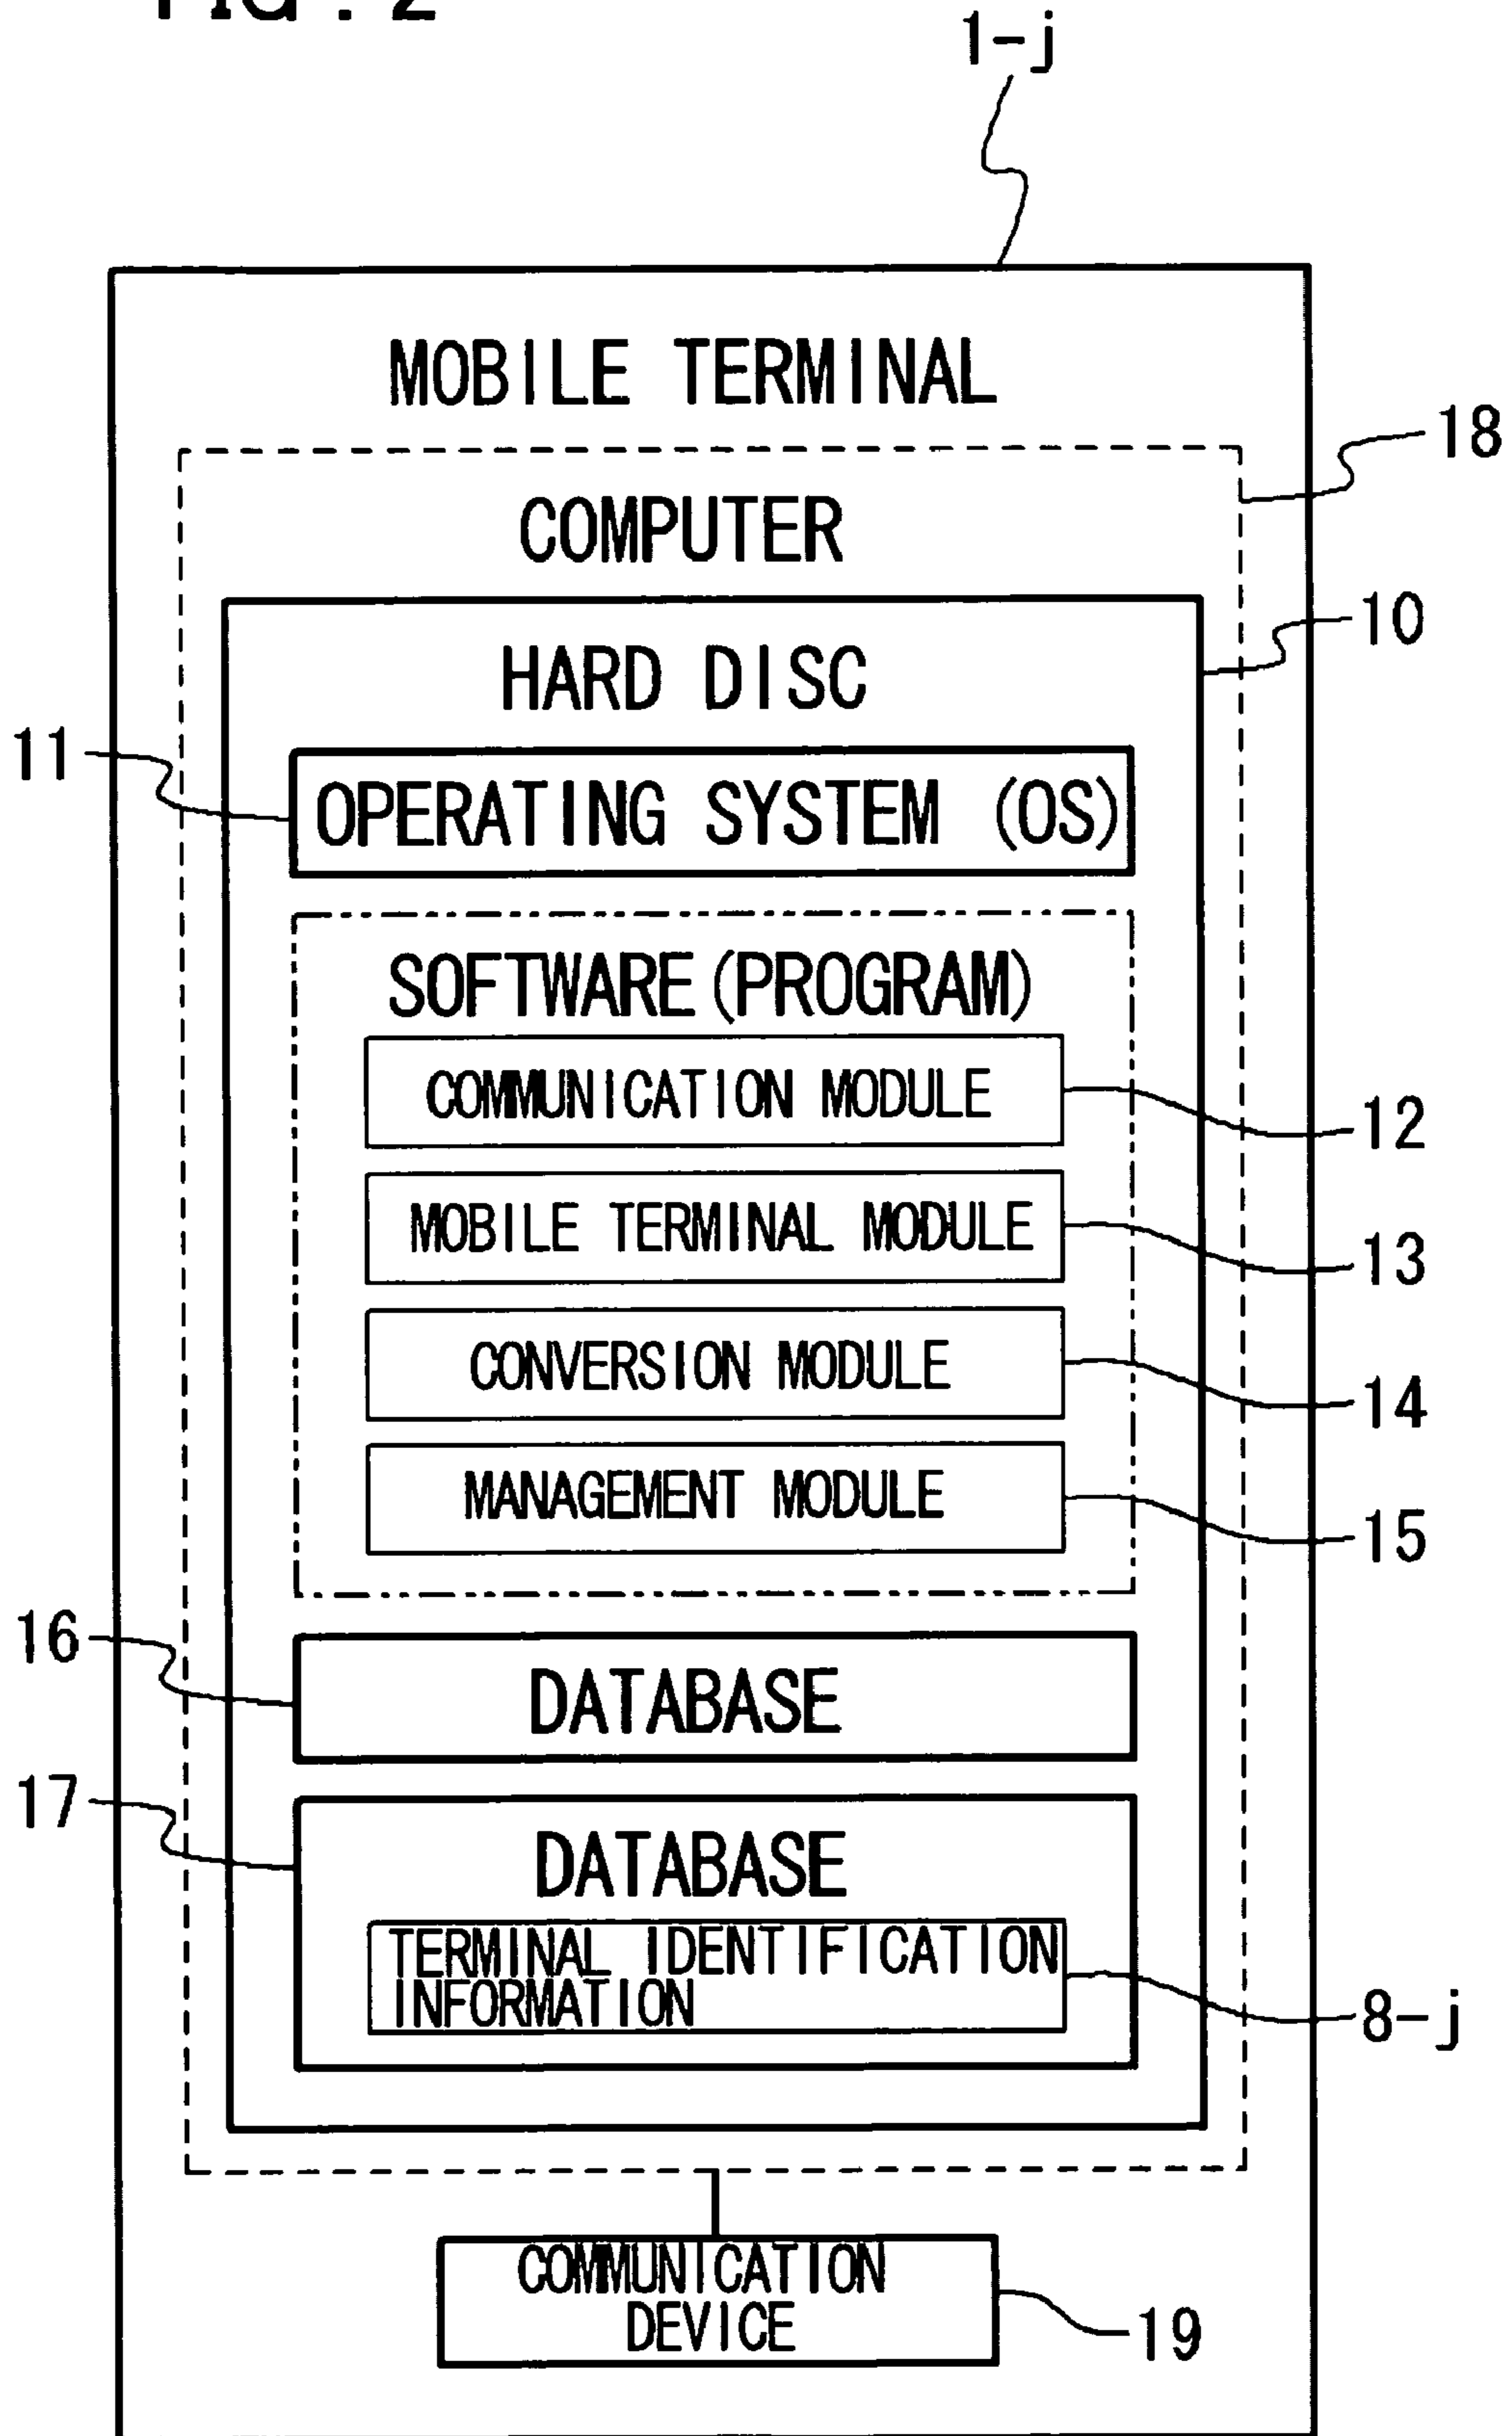 FIG. 2
1-j
MOBILE TERMINAL
18
COMPUTER
10
HARD DISC
11
OPERATING SYSTEM (OS)
SOFTWARE (PROGRAM)
COMMUNICATION MODULE
12
MOBILE TERMINAL MODULE
13
CONVERSION MODULE
14
MANAGEMENT MODULE
15
16
DATABASE
17
DATABASE
TERMINAL IDENTIFICATION
INFORMATION
8-j
COMMUNICATION
DEVICE
19